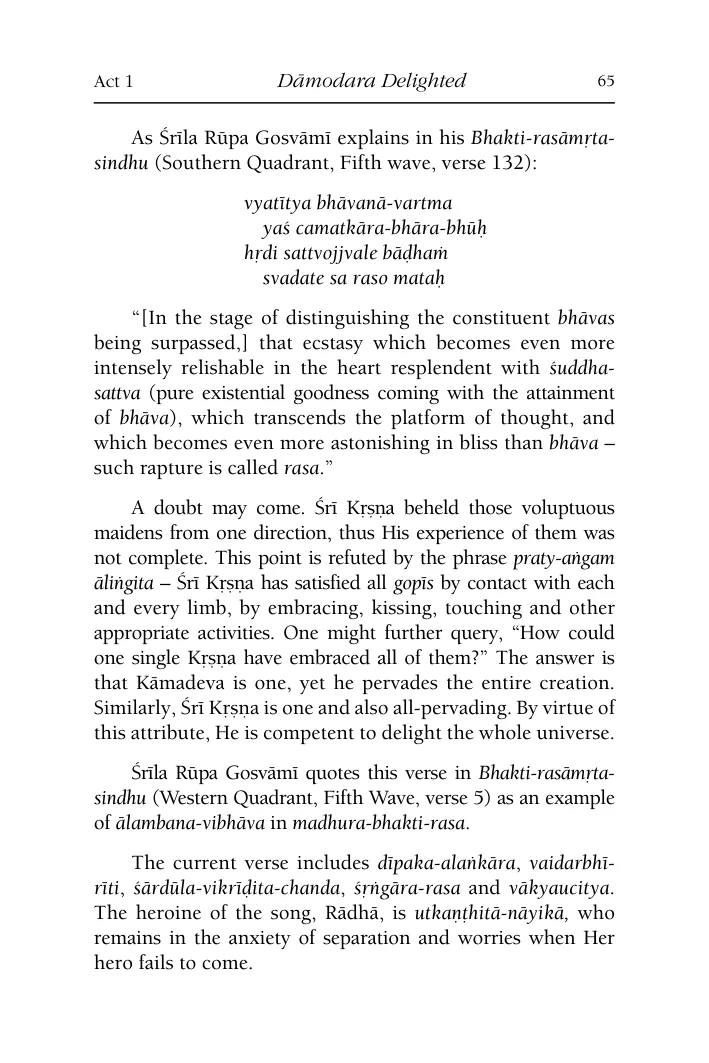 Act 1 Dāmodara Delighted 65
As Śrīla Rūpa Gosvāmī explains in his Bhakti-rasāmṛta-
sindhu (Southern Quadrant, Fifth wave, verse 132):
vyatītya bhāvanā-vartma
yaś camatkāra-bhāra-bhūḥ
hṛdi sattvojjvale bāḍhaṁ
svadate sa raso mataḥ
“[In the stage of distinguishing the constituent bhāvas
being surpassed,] that ecstasy which becomes even more
intensely relishable in the heart resplendent with śuddha-
sattva (pure existential goodness coming with the attainment
of bhāva), which transcends the platform of thought, and
which becomes even more astonishing in bliss than bhāva –
such rapture is called rasa.”
A doubt may come. Śrī Kṛṣṇa beheld those voluptuous
maidens from one direction, thus His experience of them was
not complete. This point is refuted by the phrase praty-aṅgam
āliṅgita – Śrī Kṛṣṇa has satisfied all gopīs by contact with each
and every limb, by embracing, kissing, touching and other
appropriate activities. One might further query, “How could
one single Kṛṣṇa have embraced all of them?” The answer is
that Kāmadeva is one, yet he pervades the entire creation.
Similarly, Śrī Kṛṣṇa is one and also all-pervading. By virtue of
this attribute, He is competent to delight the whole universe.
Śrīla Rūpa Gosvāmī quotes this verse in Bhakti-rasāmṛta-
sindhu (Western Quadrant, Fifth Wave, verse 5) as an example
of ālambana-vibhāva in madhura-bhakti-rasa.
The current verse includes dīpaka-alaṅkāra, vaidarbhī-
rīti, śārdūla-vikrīḍita-chanda, śṛṅgāra-rasa and vākyaucitya.
The heroine of the song, Rādhā, is utkaṇṭhitā-nāyikā, who
remains in the anxiety of separation and worries when Her
hero fails to come.